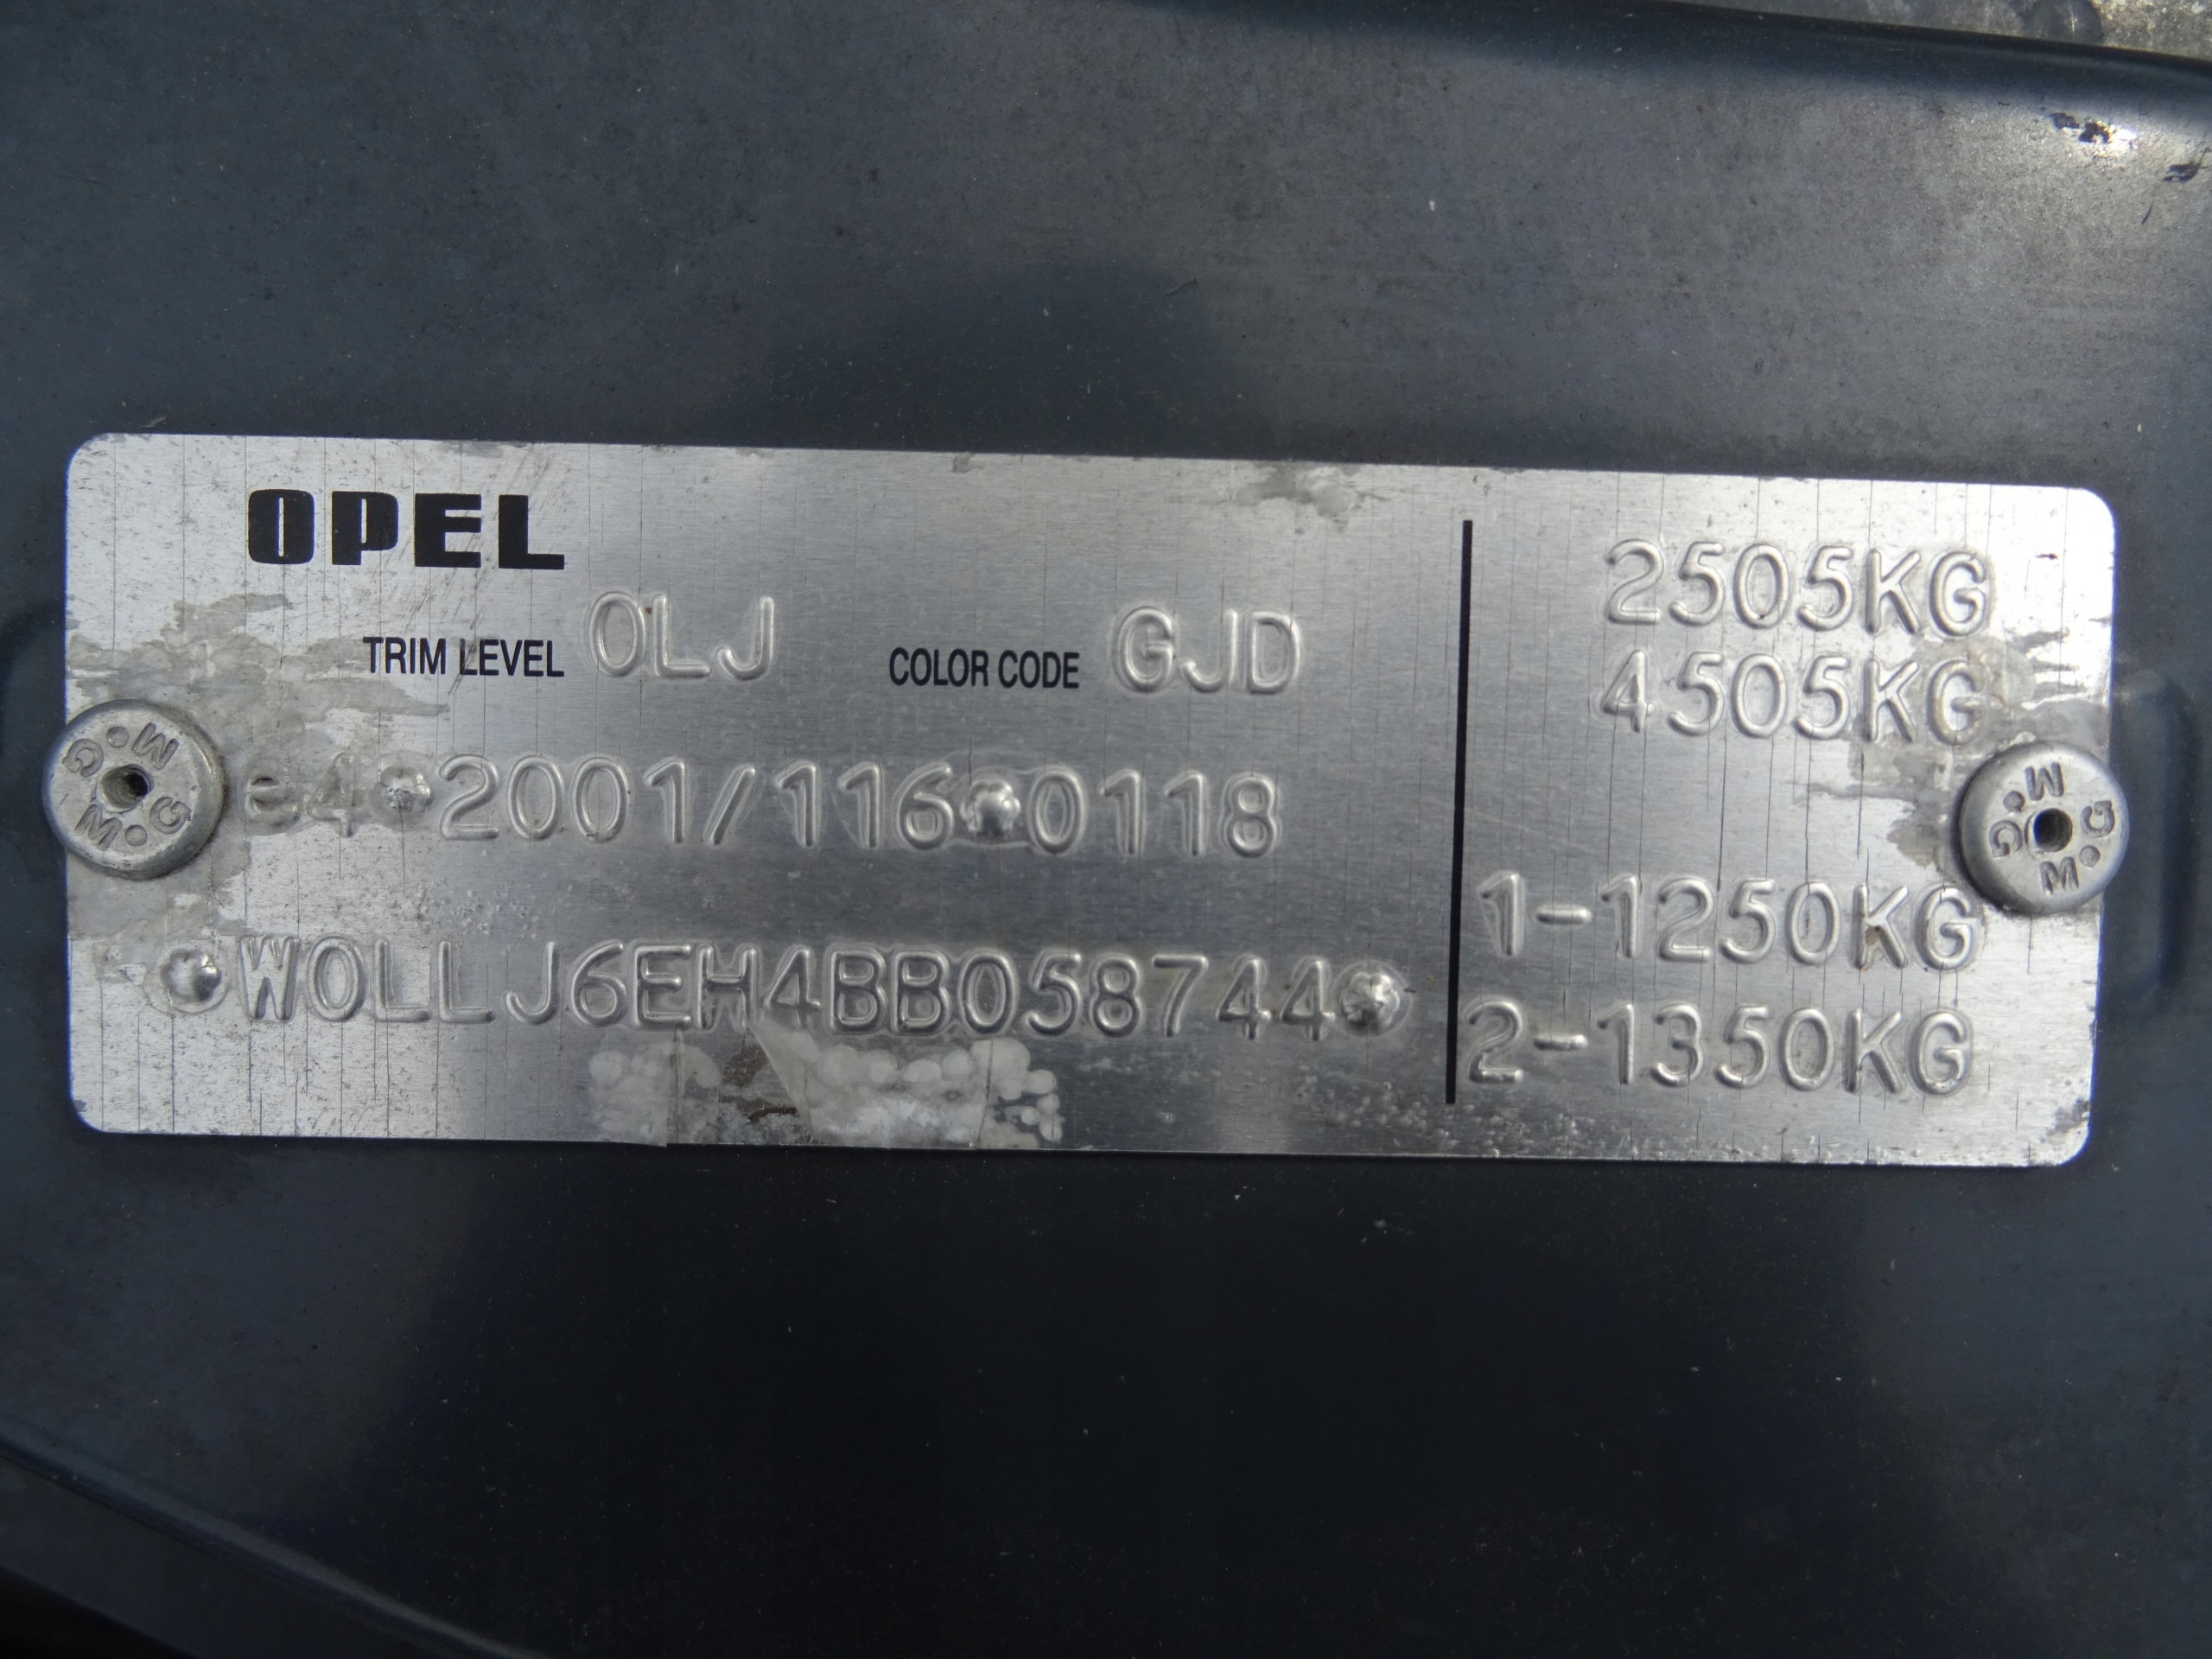 OPEL
TRIM LEVEL 0LJ COLOR CODE GJD
e4*2001/116*0118
*W0LLJ6EH4BB058744*
2505KG
4505KG
1-1250KG
2-1350KG
G•M G•M
G•M G•M